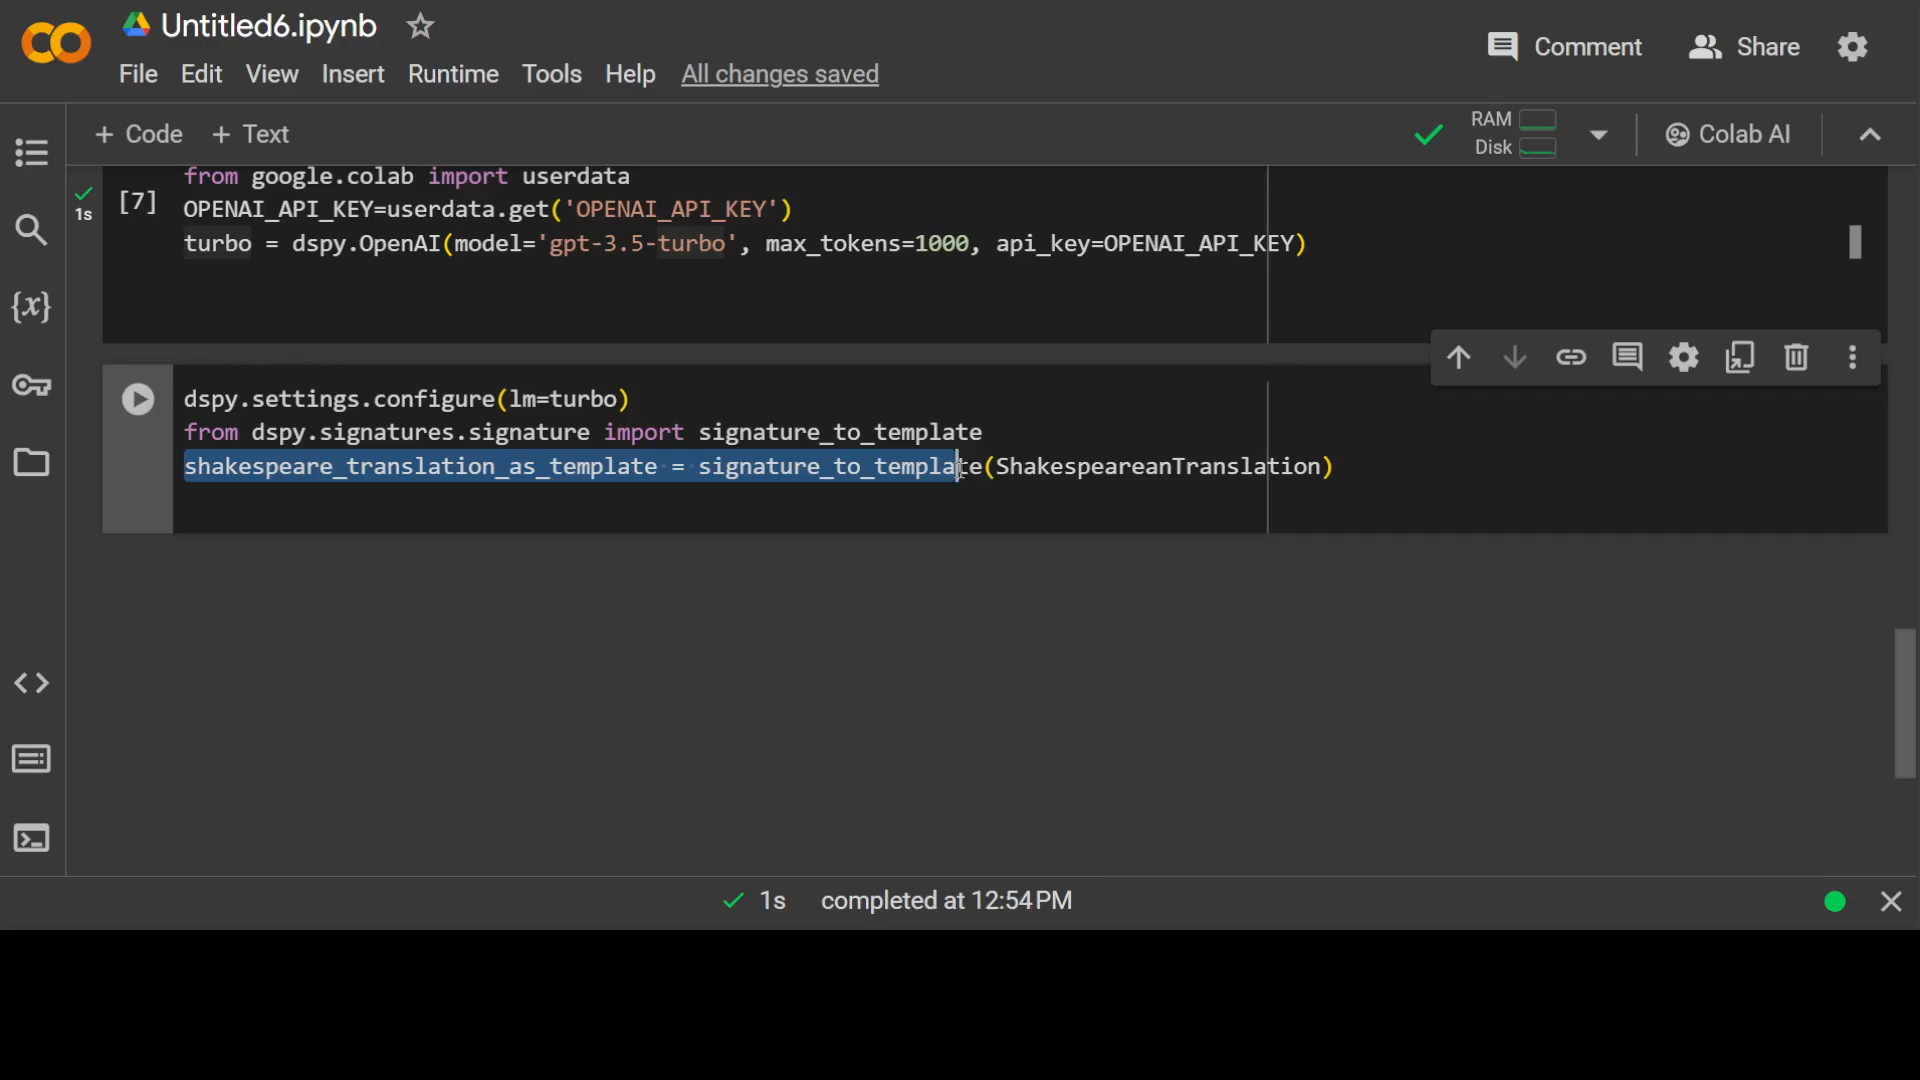 Untitled6.ipynb
File Edit View Insert Runtime Tools Help All changes saved
Comment Share
+ Code + Text
RAM
Disk
Colab AI
1s
[7]
from google.colab import userdata
OPENAI_API_KEY=userdata.get('OPENAI_API_KEY')
turbo = dspy.OpenAI(model='gpt-3.5-turbo', max_tokens=1000, api_key=OPENAI_API_KEY)
dspy.settings.configure(lm=turbo)
from dspy.signatures.signature import signature_to_template
shakespeare_translation_as_template = signature_to_template(ShakespeareanTranslation)
{x}
1s completed at 12:54 PM